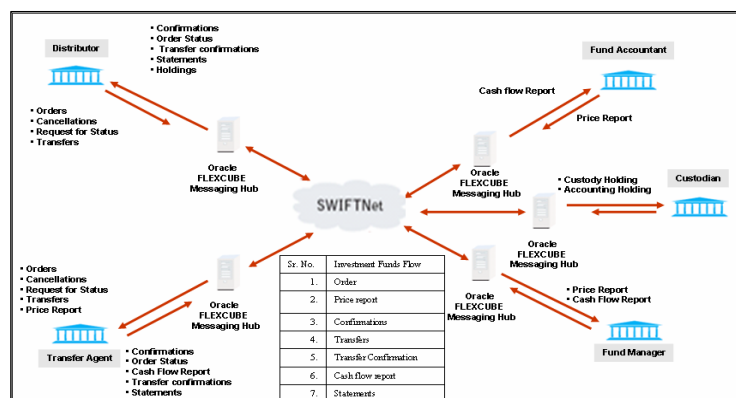 Distributor
• Confirmations
• Order Status
• Transfer confirmations
• Statements
• Holdings
• Orders
• Cancellations
• Request for Status
• Transfers
Oracle
FLEXCUBE
Messaging Hub
Fund Accountant
Cash flow Report
Price Report
Oracle
FLEXCUBE
Messaging Hub
SWIFTNet
• Custody Holding
• Accounting Holding
Custodian
Oracle
FLEXCUBE
Messaging Hub
• Orders
• Cancellations
• Request for Status
• Transfers
• Price Report
Oracle
FLEXCUBE
Messaging Hub
Transfer Agent
• Confirmations
• Order Status
• Cash Flow Report
• Transfer confirmations
• Statements
Sr. No. Investment Funds Flow
1. Order
2. Price report
3. Confirmations
4. Transfers
5. Transfer Confirmation
6. Cash flow report
7. Statements
Oracle
FLEXCUBE
Messaging Hub
• Price Report
• Cash Flow Report
Fund Manager